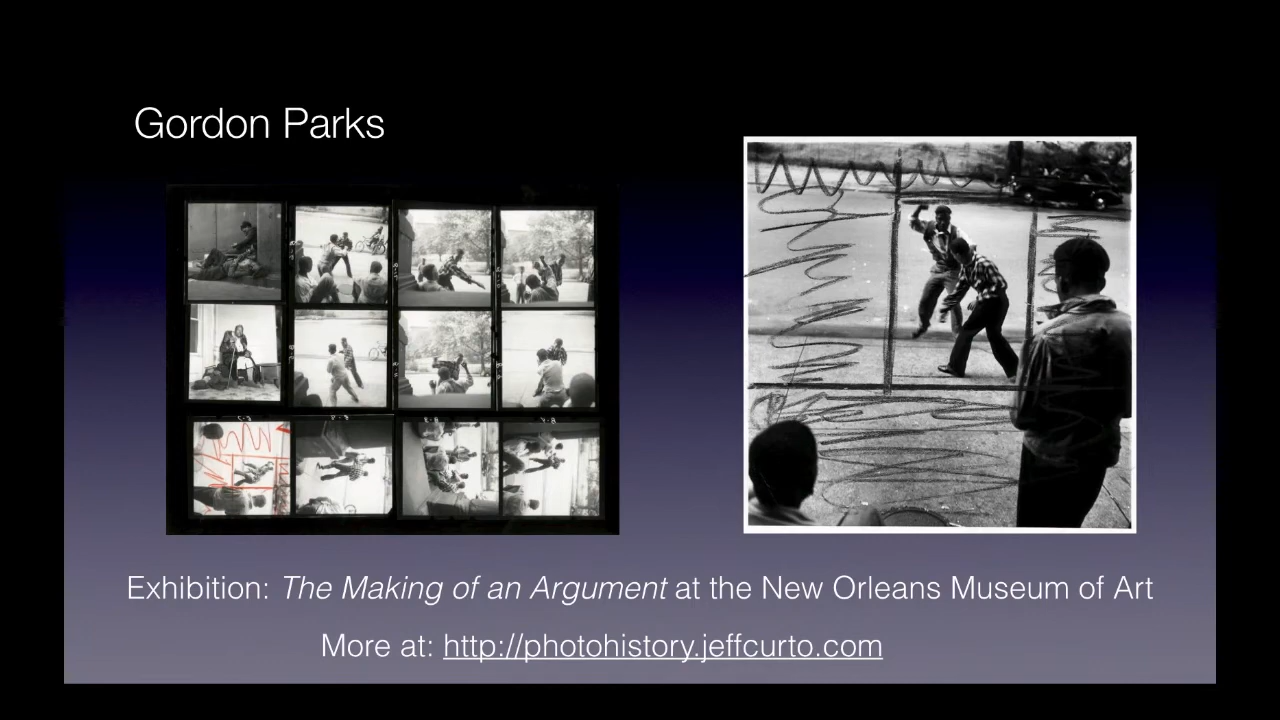 Gordon Parks
Exhibition: The Making of an Argument at the New Orleans Museum of Art
More at: http://photohistory.jeffcurto.com